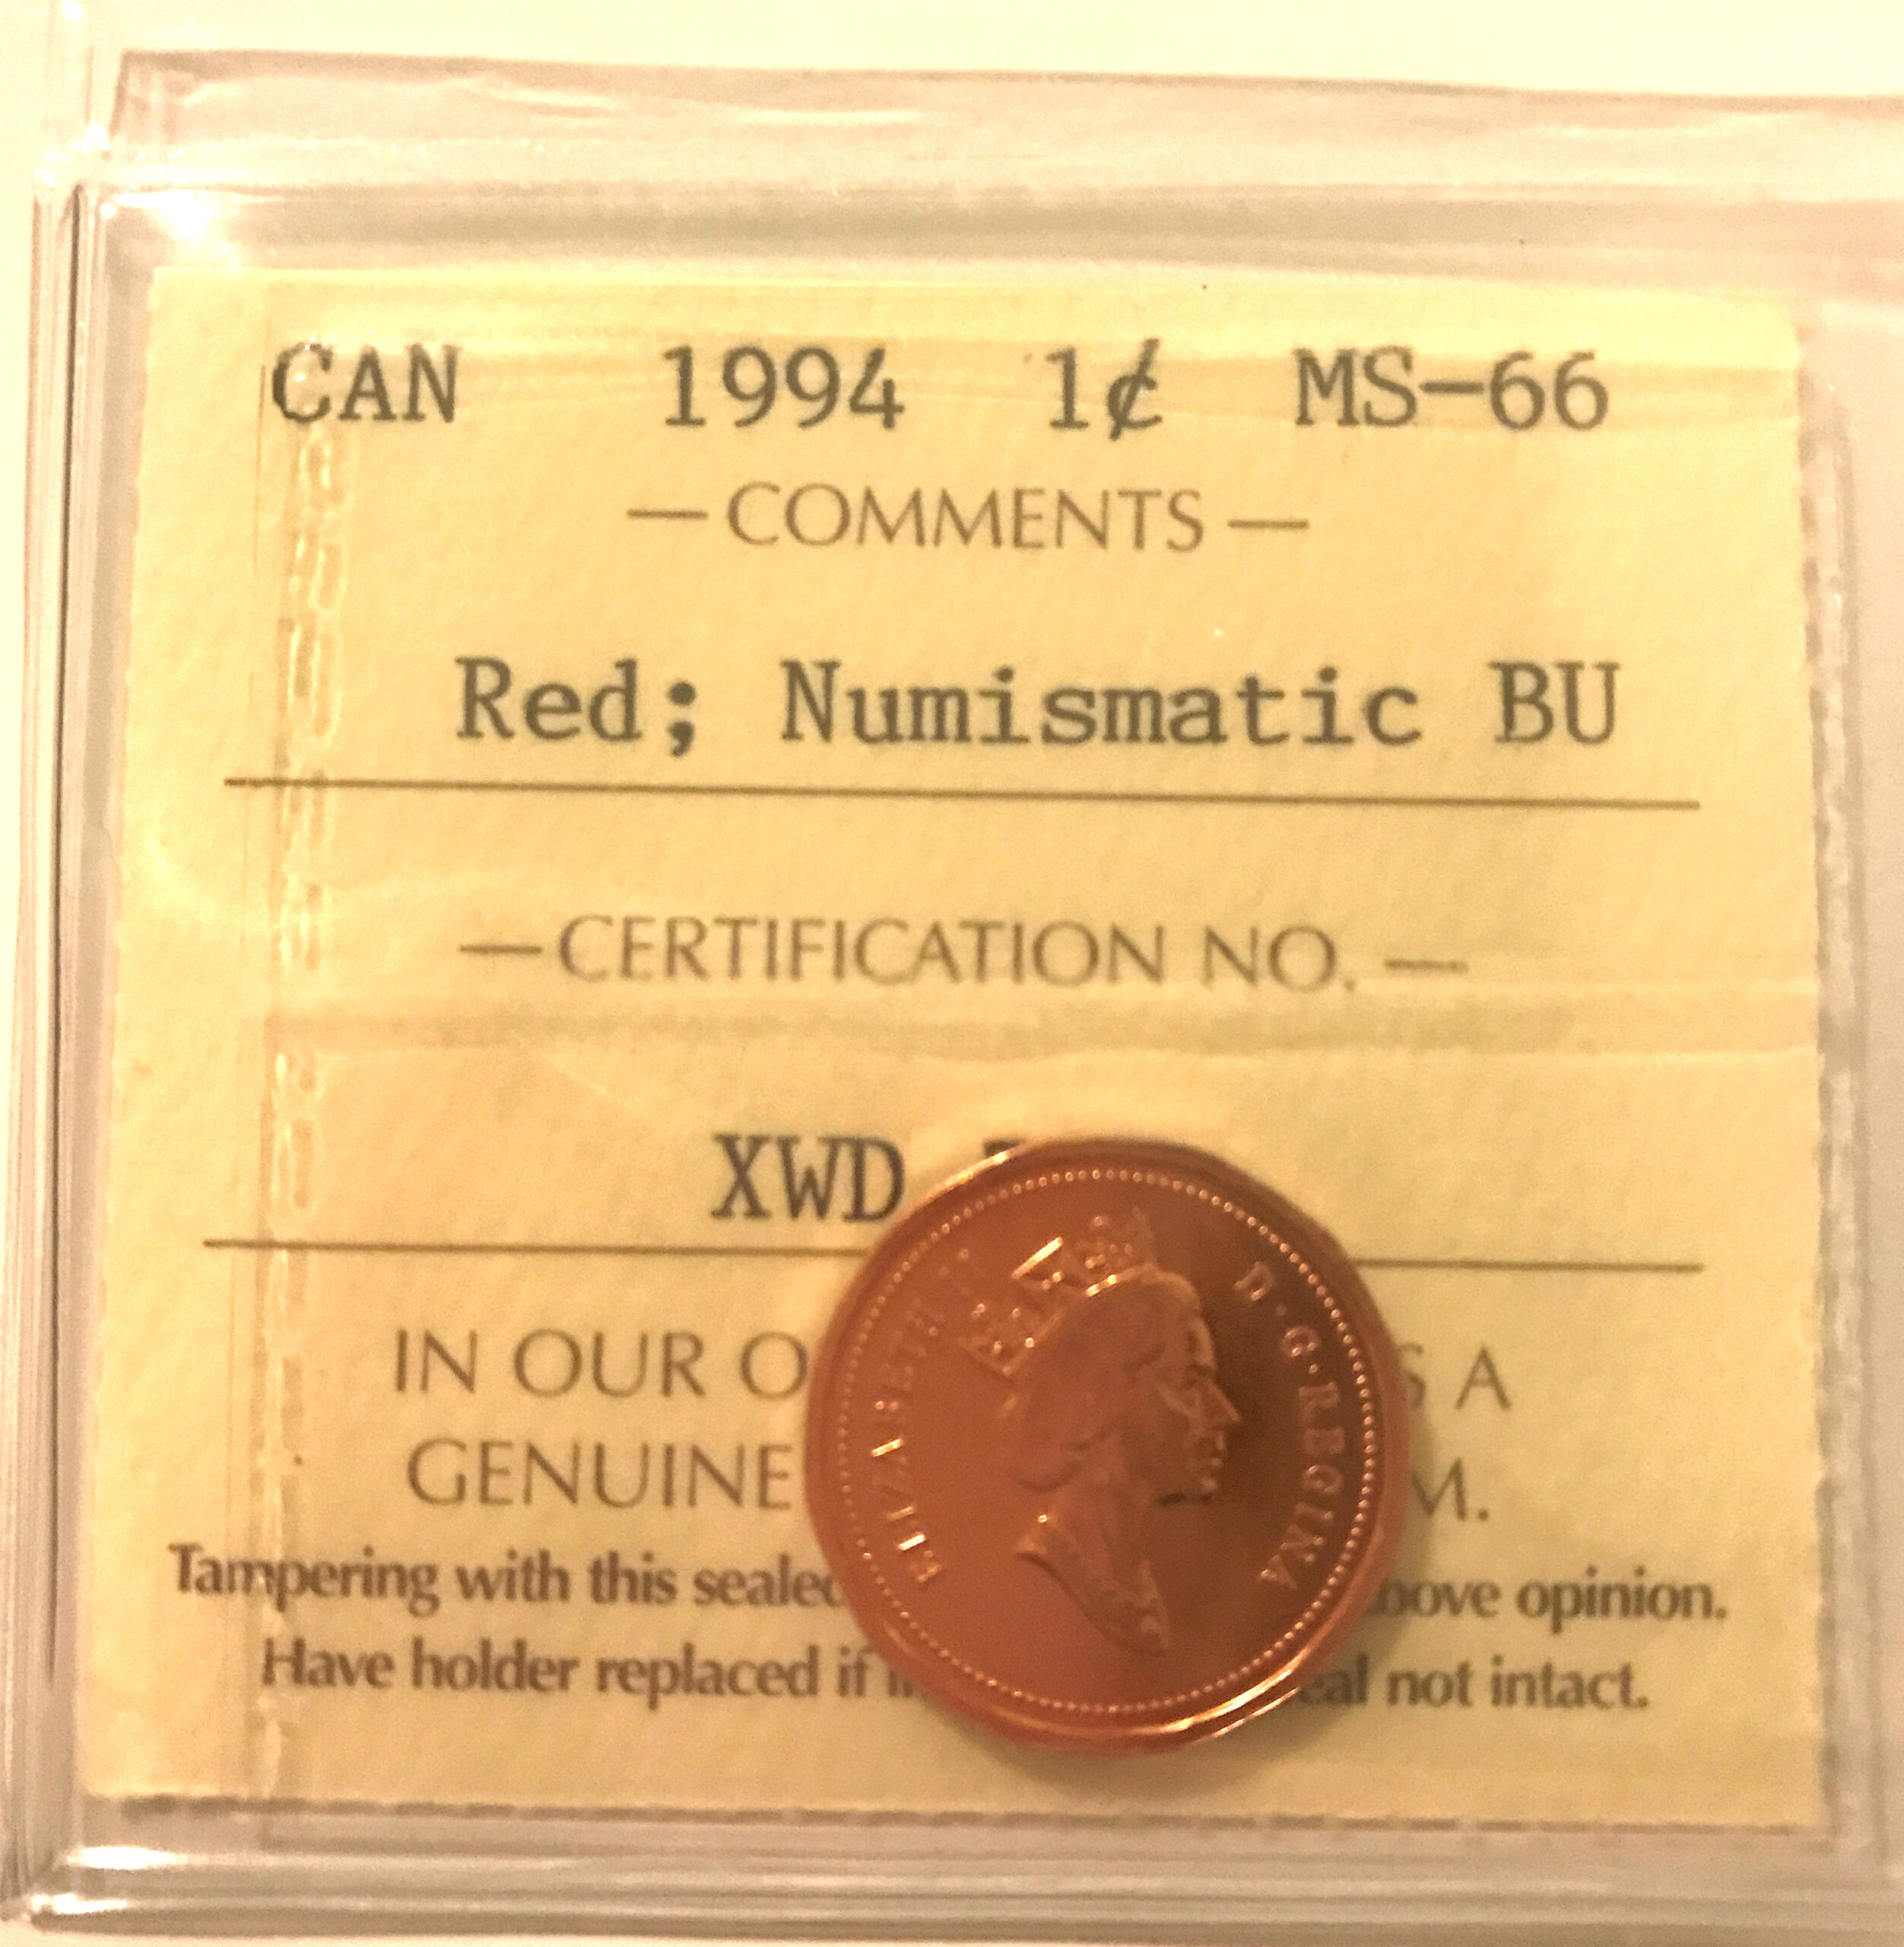 CAN 1994 1¢ MS-66
— COMMENTS —
Red; Numismatic BU
— CERTIFICATION NO. —
XWD
IN OUR O S A
GENUINE M.
Tampering with this sealed bove opinion.
Have holder replaced if eal not intact.
ELIZABETH II D·G·REGINA